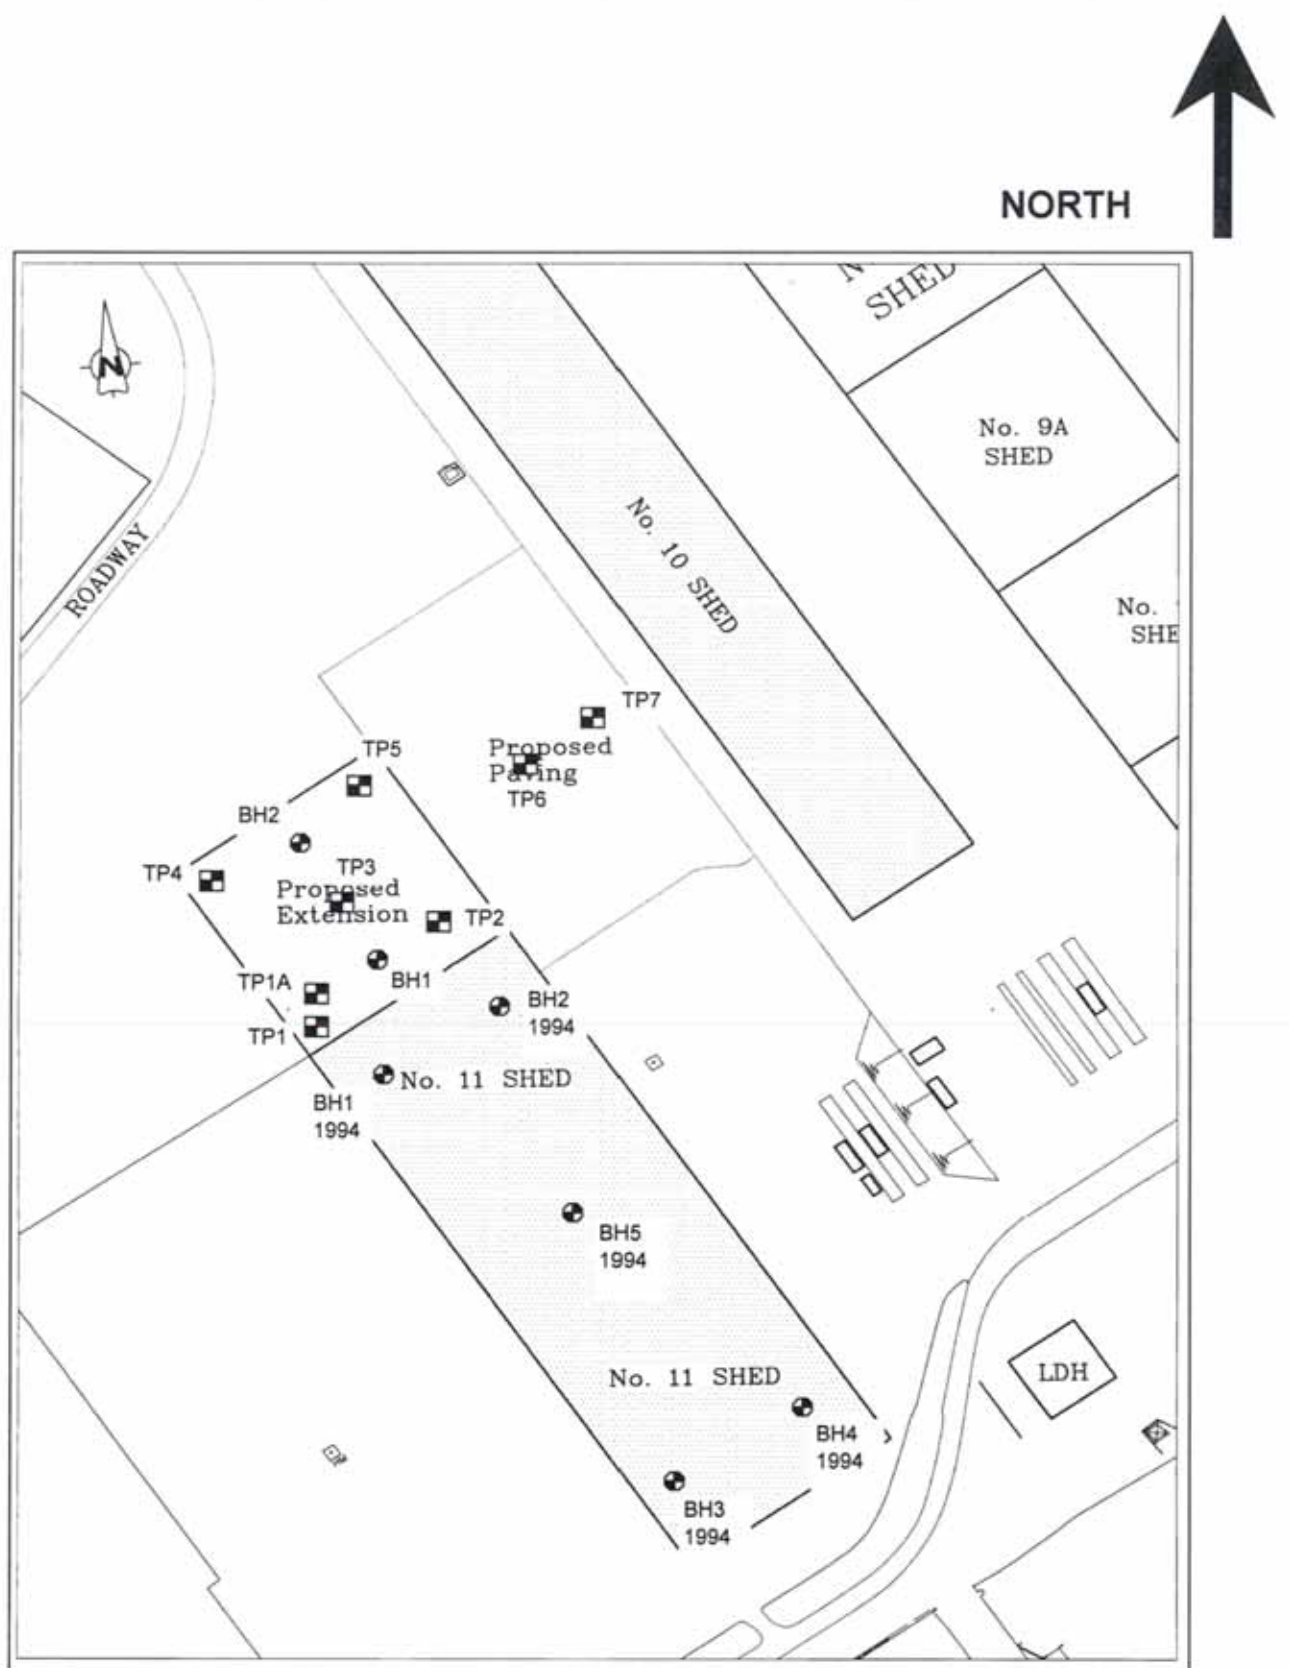 NORTH
SHED
N
No. 9A
SHED
ROADWAY
No. 10 SHED
No.
SHE
TP7
Proposed
Paving
TP6
TP5
BH2
TP4
TP3
Proposed
Extension
TP2
BH1
TP1A
TP1
BH2
1994
No. 11 SHED
BH1
1994
BH5
1994
No. 11 SHED
LDH
BH4
1994
BH3
1994